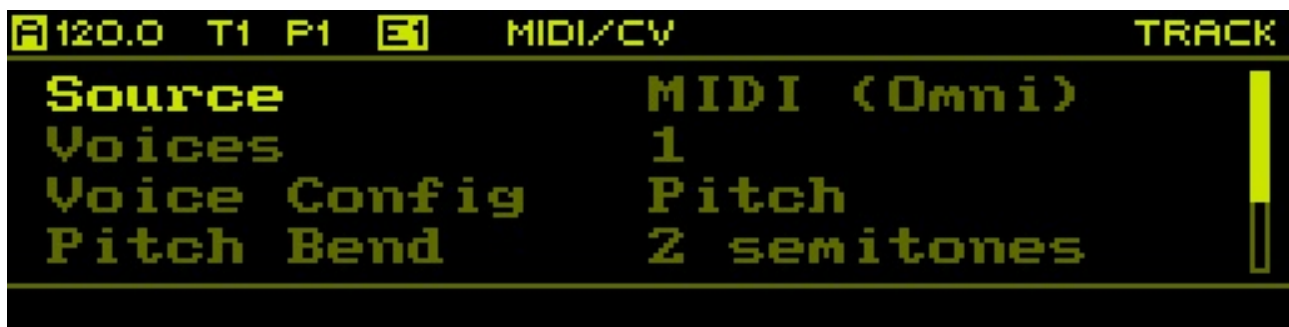 A 120.0 T1 P1 E1 MIDI/CV TRACK
Source MIDI (Omni)
Voices 1
Voice Config Pitch
Pitch Bend 2 semitones